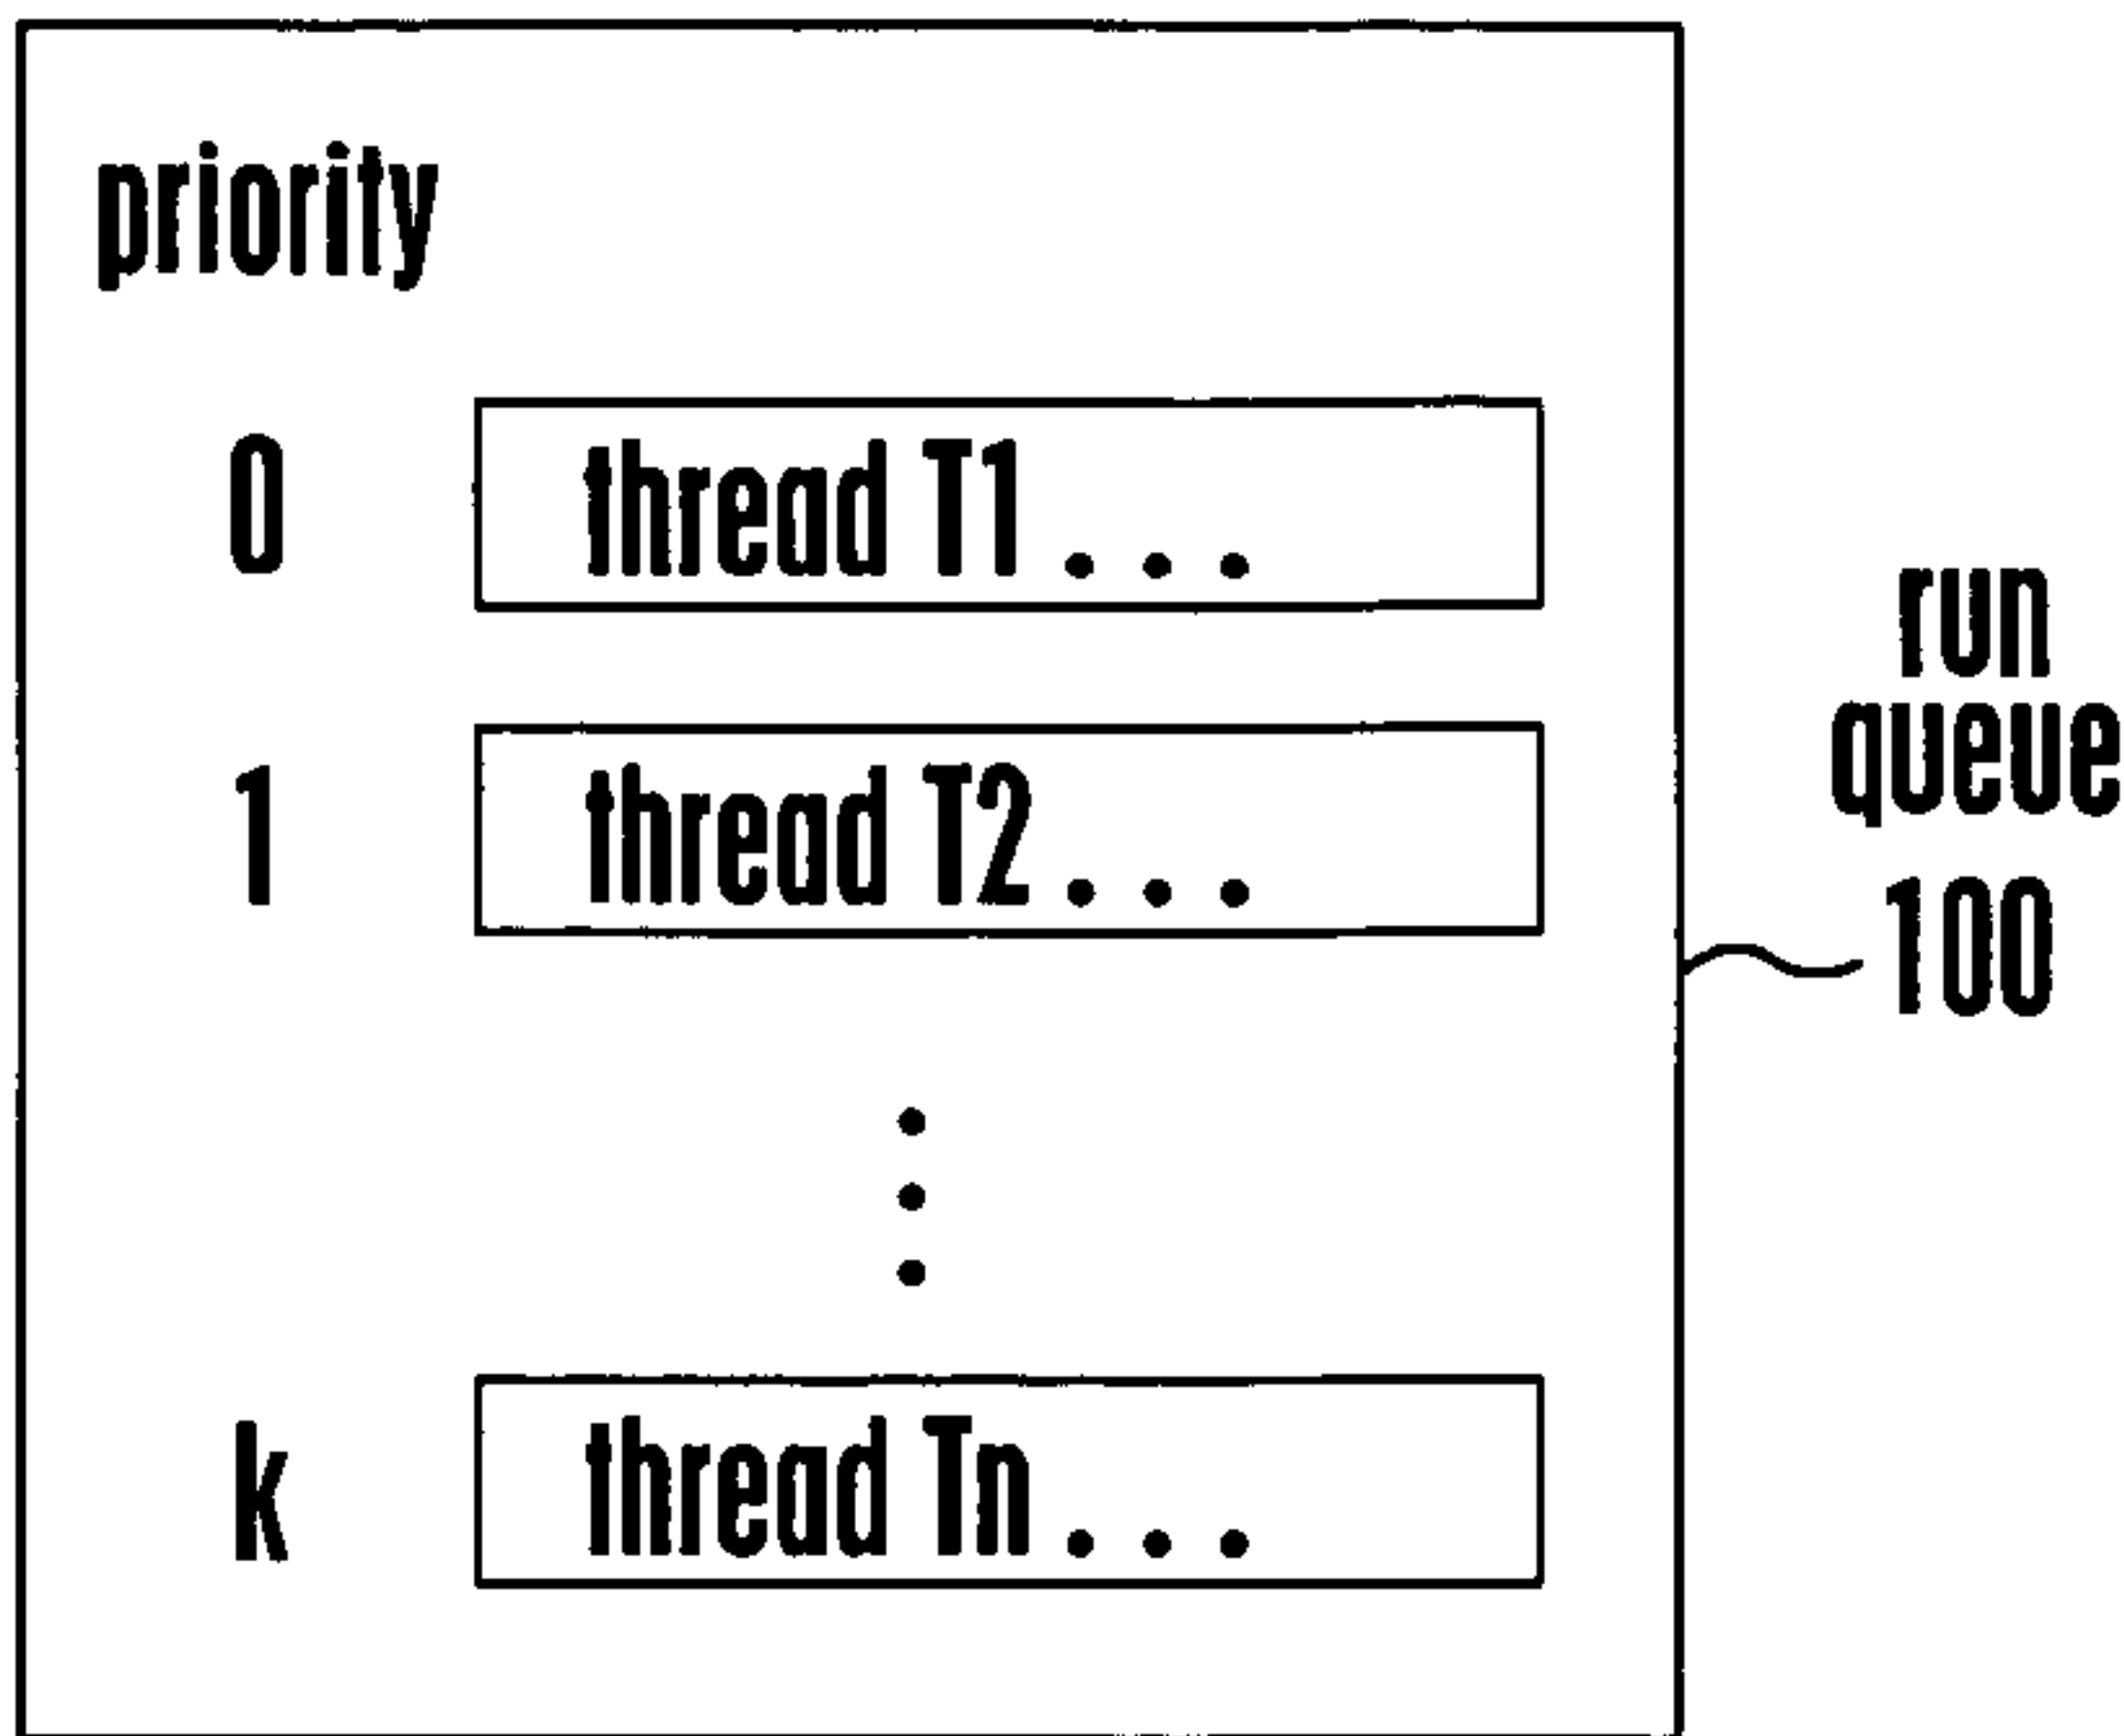 priority
0 thread T1 . . .
1 thread T2 . . .
k thread Tn . . .
run
queue
100